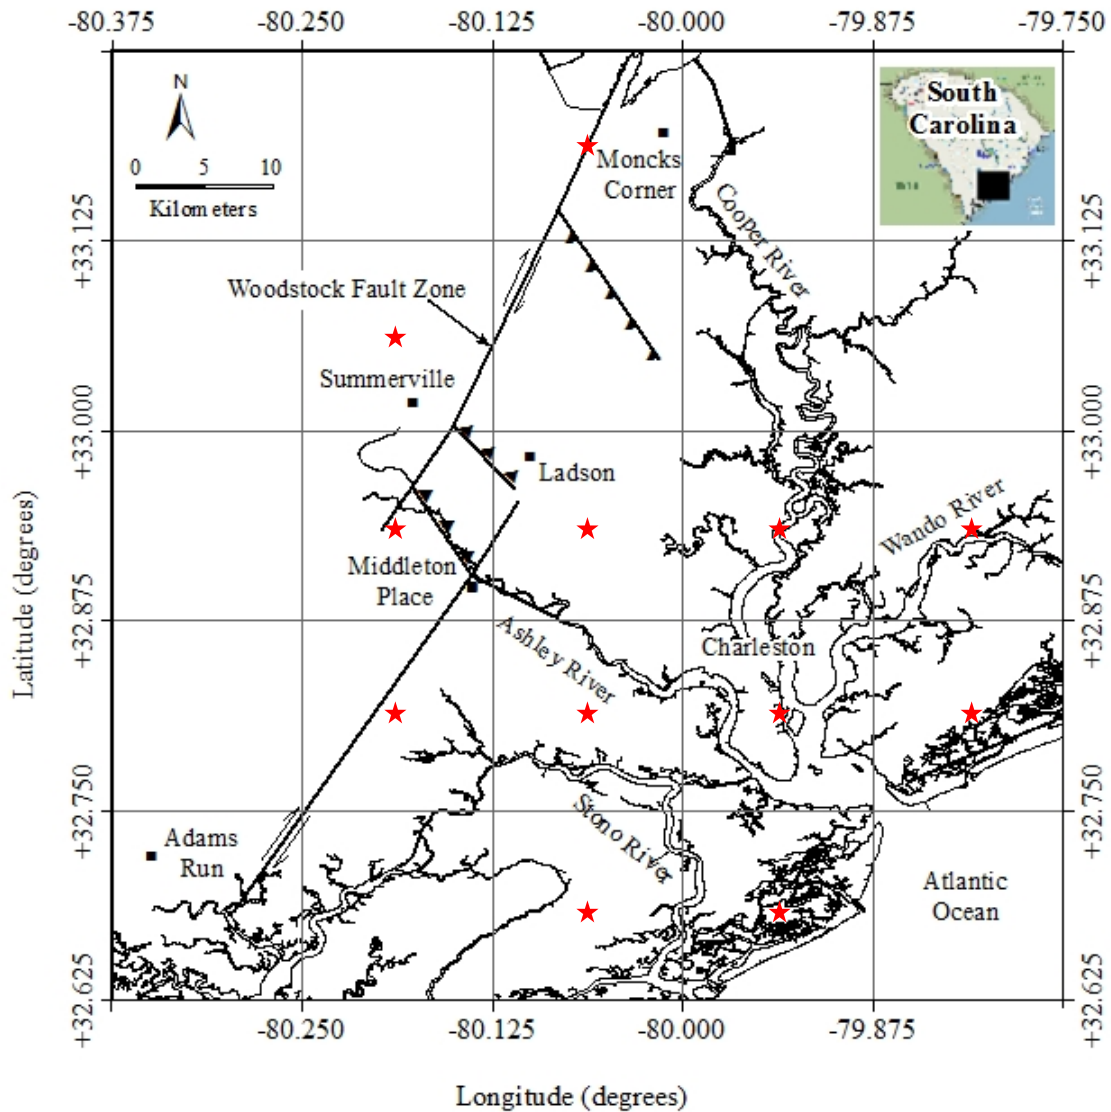 -80.375 -80.250 -80.125 -80.000 -79.875 -79.750
N
0 5 10
Kilometers
South
Carolina
Moncks
Corner
Cooper River
+33.125 +33.125
Woodstock Fault Zone
Summerville
+33.000 +33.000
Ladson
Wando River
Middleton
Place
+32.875 +32.875
Ashley River
Charleston
Latitude (degrees)
+32.750 +32.750
Stono River
Adams
Run
Atlantic
Ocean
+32.625 +32.625
-80.250 -80.125 -80.000 -79.875
Longitude (degrees)